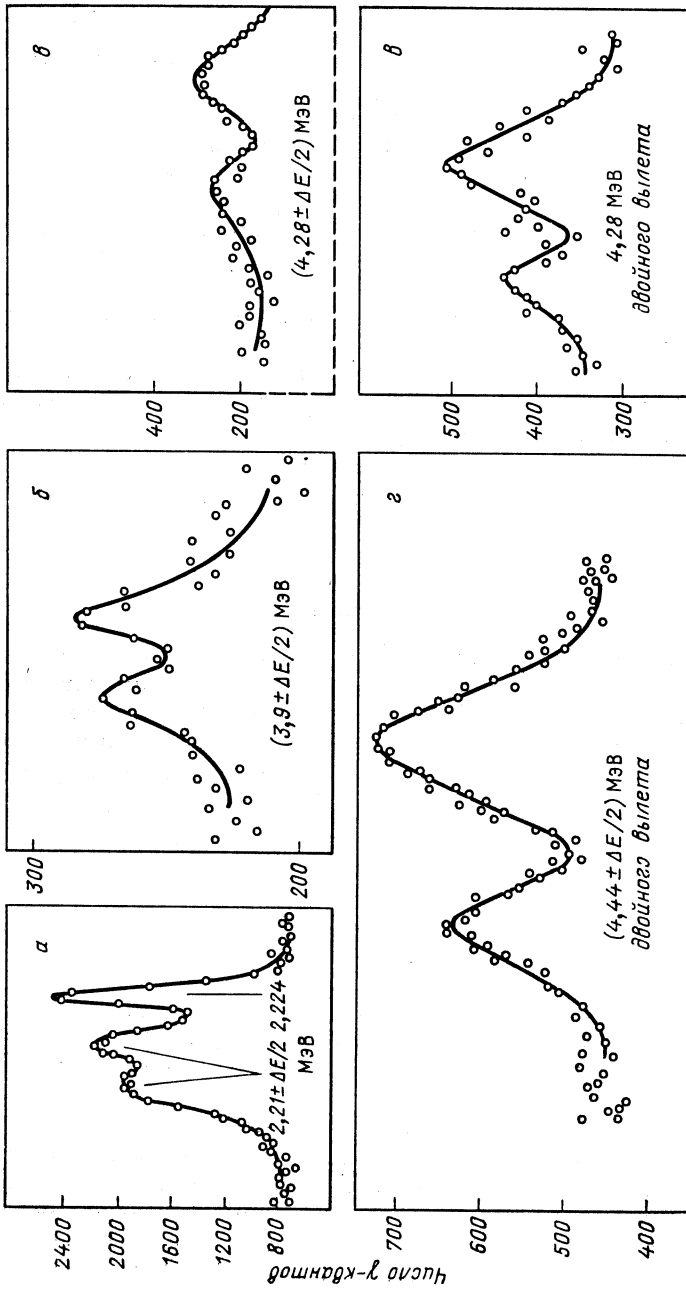 Число γ-квантов
2400
2000
1600
1200
800
а
2,21±ΔE/2 2,224
МэВ
300
200
б
(3,9±ΔE/2) МэВ
400
200
в
(4,28±ΔE/2) МэВ
700
600
500
400
г
(4,44±ΔE/2) МэВ
двойного вылета
500
400
300
в
4,28 МэВ
двойного вылета